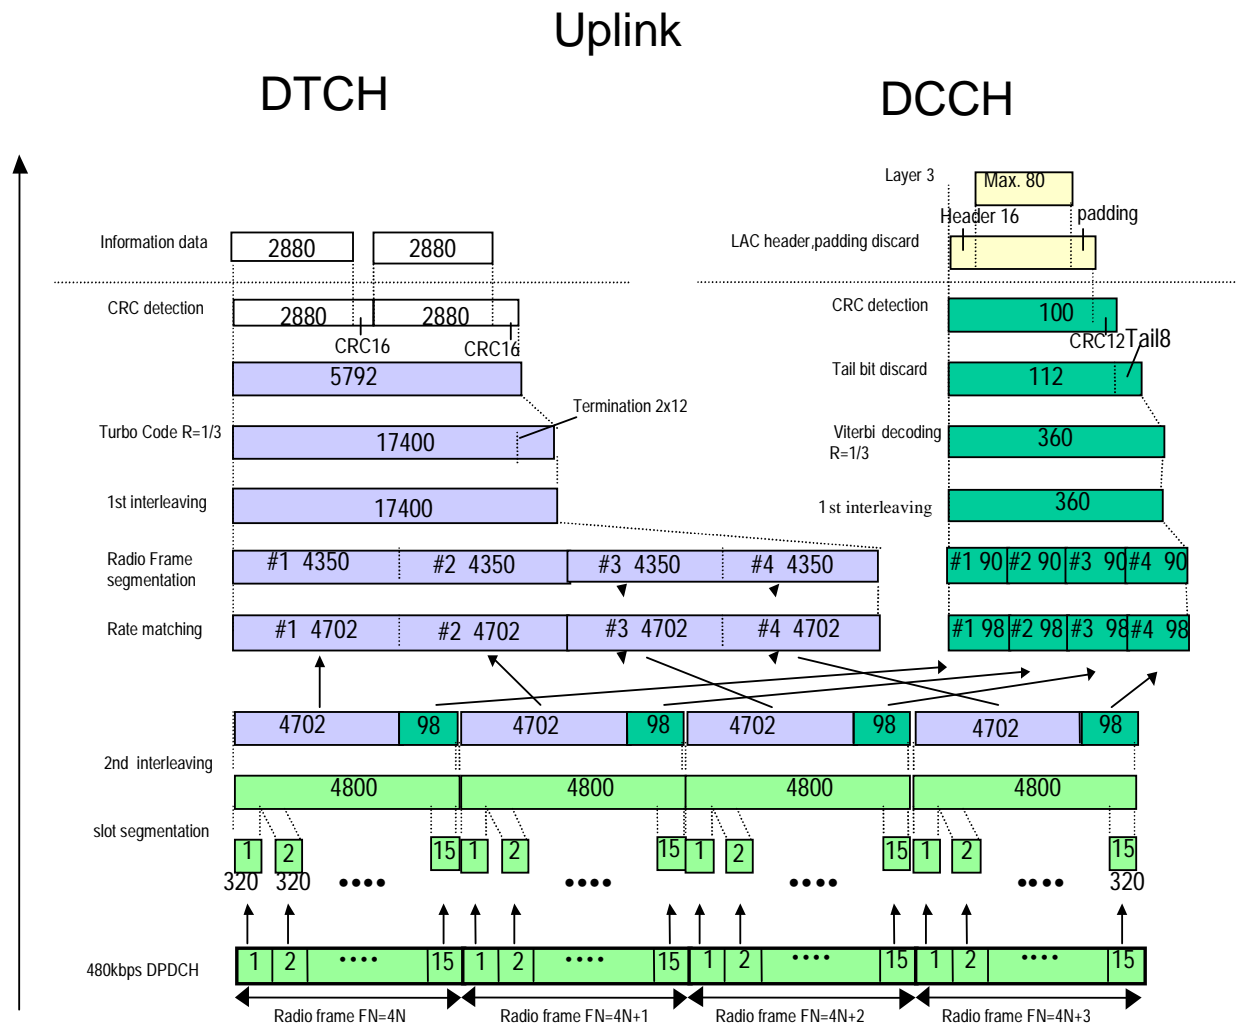 Uplink
DTCH
DCCH
Layer 3
Max. 80
Header 16
padding
Information data
2880
2880
LAC header,padding discard
CRC detection
2880
2880
CRC16
CRC16
CRC detection
100
CRC12
Tail8
5792
Tail bit discard
112
Termination 2x12
Turbo Code R=1/3
17400
Viterbi decoding
R=1/3
360
1st interleaving
17400
1st interleaving
360
Radio Frame
segmentation
#1 4350
#2 4350
#3 4350
#4 4350
#1 90
#2 90
#3 90
#4 90
Rate matching
#1 4702
#2 4702
#3 4702
#4 4702
#1 98
#2 98
#3 98
#4 98
4702
98
4702
98
4702
98
4702
98
2nd interleaving
4800
4800
4800
4800
slot segmentation
1
2
15
1
2
15
1
2
15
1
2
15
320
320
••••
••••
••••
••••
320
480kbps DPDCH
1
2
••••
15
1
2
••••
15
1
2
••••
15
1
2
••••
15
Radio frame FN=4N
Radio frame FN=4N+1
Radio frame FN=4N+2
Radio frame FN=4N+3